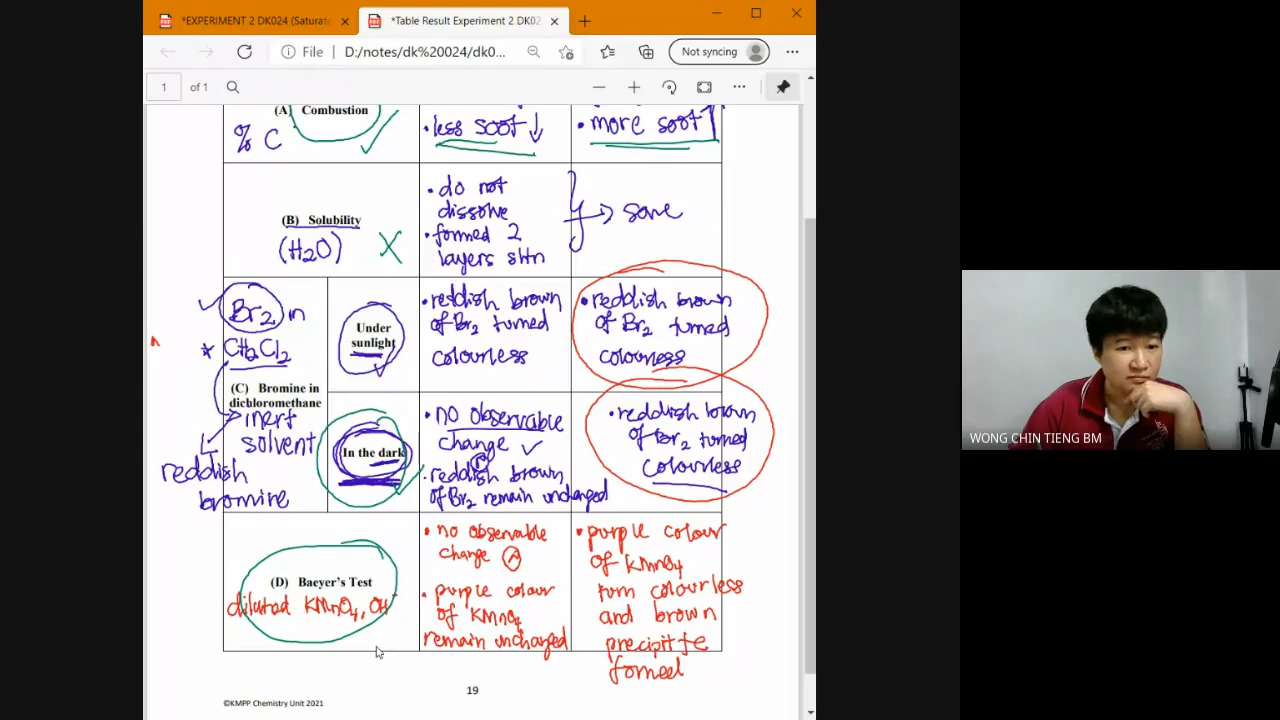 *EXPERIMENT 2 DK024 (Saturate
*Table Result Experiment 2 DK02
File
D:/notes/dk%20024/dk0...
Not syncing
1
of 1
(A) Combustion
% C
• less soot ↓
• more soot ↑
(B) Solubility
(H2O)
X
• do not
dissolve
• formed 2
layers sltn
→ same
Br2 in
* CH2Cl2
(C) Bromine in
dichloromethane
inert
solvent
reddish
bromine
Under
sunlight
• reddish brown
of Br2 turned
colourless
• reddish brown
of Br2 turned
colourless
In the dark
• no observable
change ✓
• reddish brown
of Br2 remain unchanged
• reddish brown
of Br2 turned
colourless
(D) Baeyer's Test
diluted KMnO4, OH-
• no observable
change
• purple colour
of KMnO4
remain unchanged
• purple colour
of KMnO4
turn colourless
and brown
precipitte
formed
19
©KMPP Chemistry Unit 2021
WONG CHIN TIENG BM